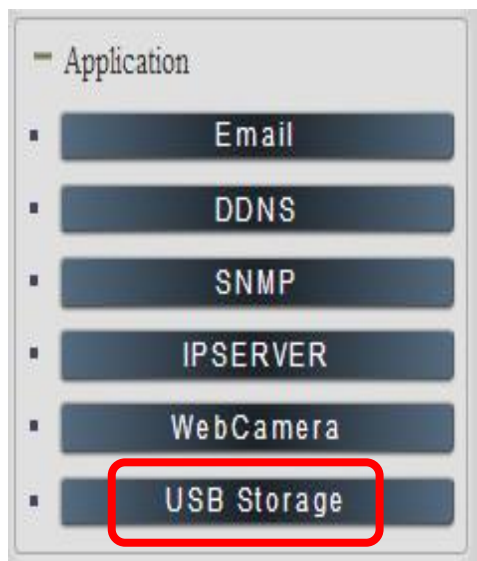 Application
Email
DDNS
SNMP
IPSERVER
WebCamera
USB Storage